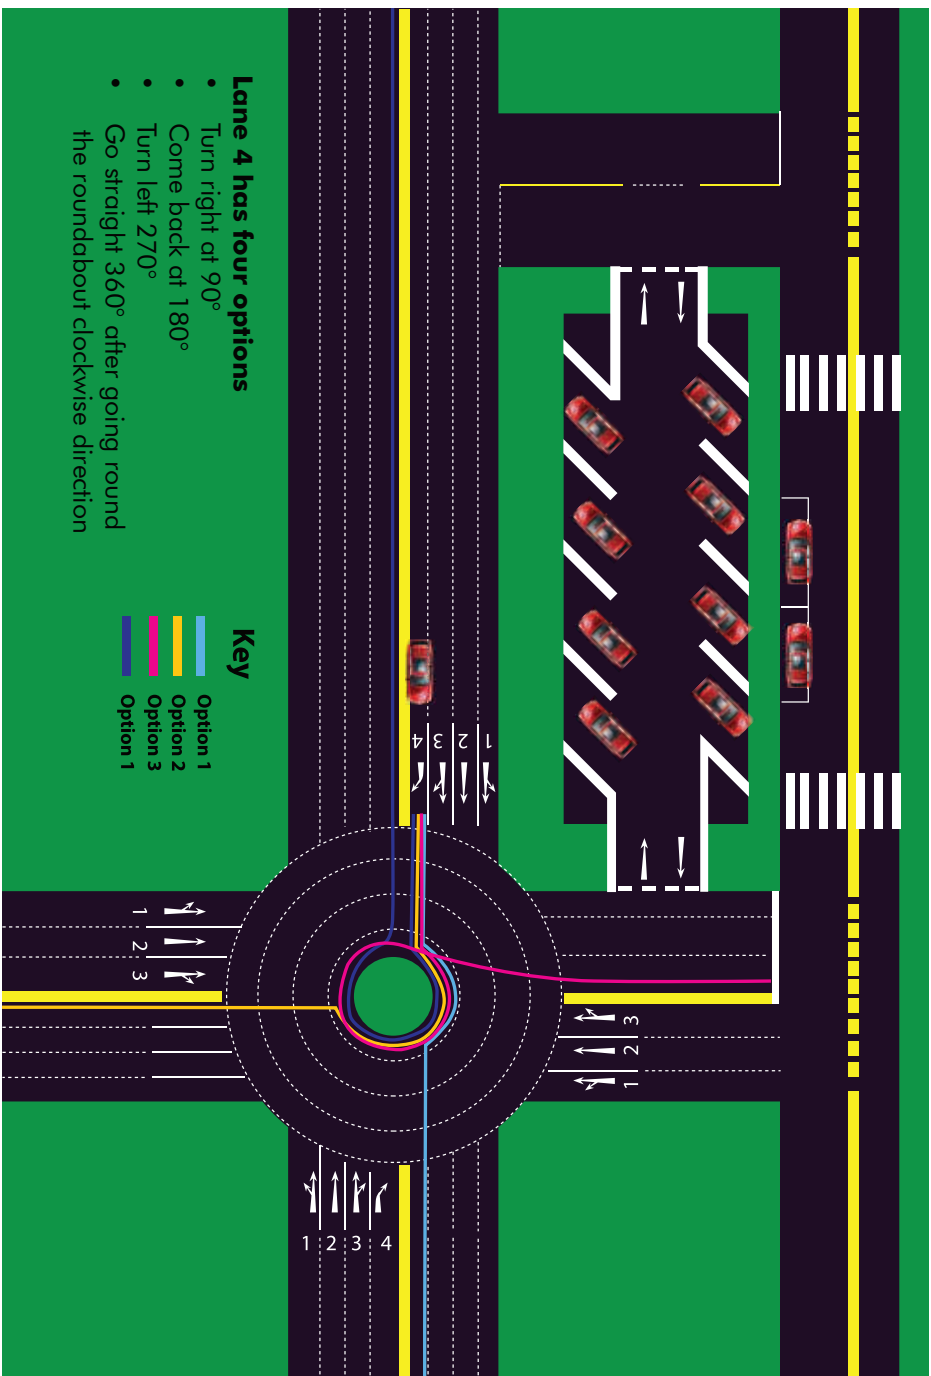 Lane 4 has four options
• Turn right at 90°
• Come back at 180°
• Turn left 270°
• Go straight 360° after going round
the roundabout clockwise direction
Key
Option 1
Option 2
Option 3
Option 1
1
2
3
4
1
2
3
3
2
1
1
2
3
4